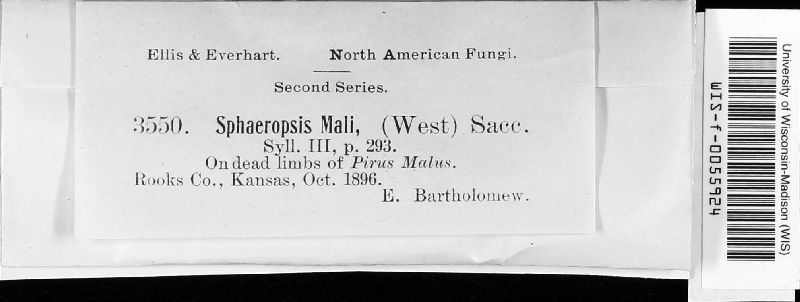 Ellis & Everhart. North American Fungi.
Second Series.
3550. Sphaeropsis Mali, (West) Sacc.
Syll. III, p. 293.
On dead limbs of Pirus Malus.
Rooks Co., Kansas, Oct. 1896.
E. Bartholomew.
University of Wisconsin-Madison (WIS)
WIS-f-0055924